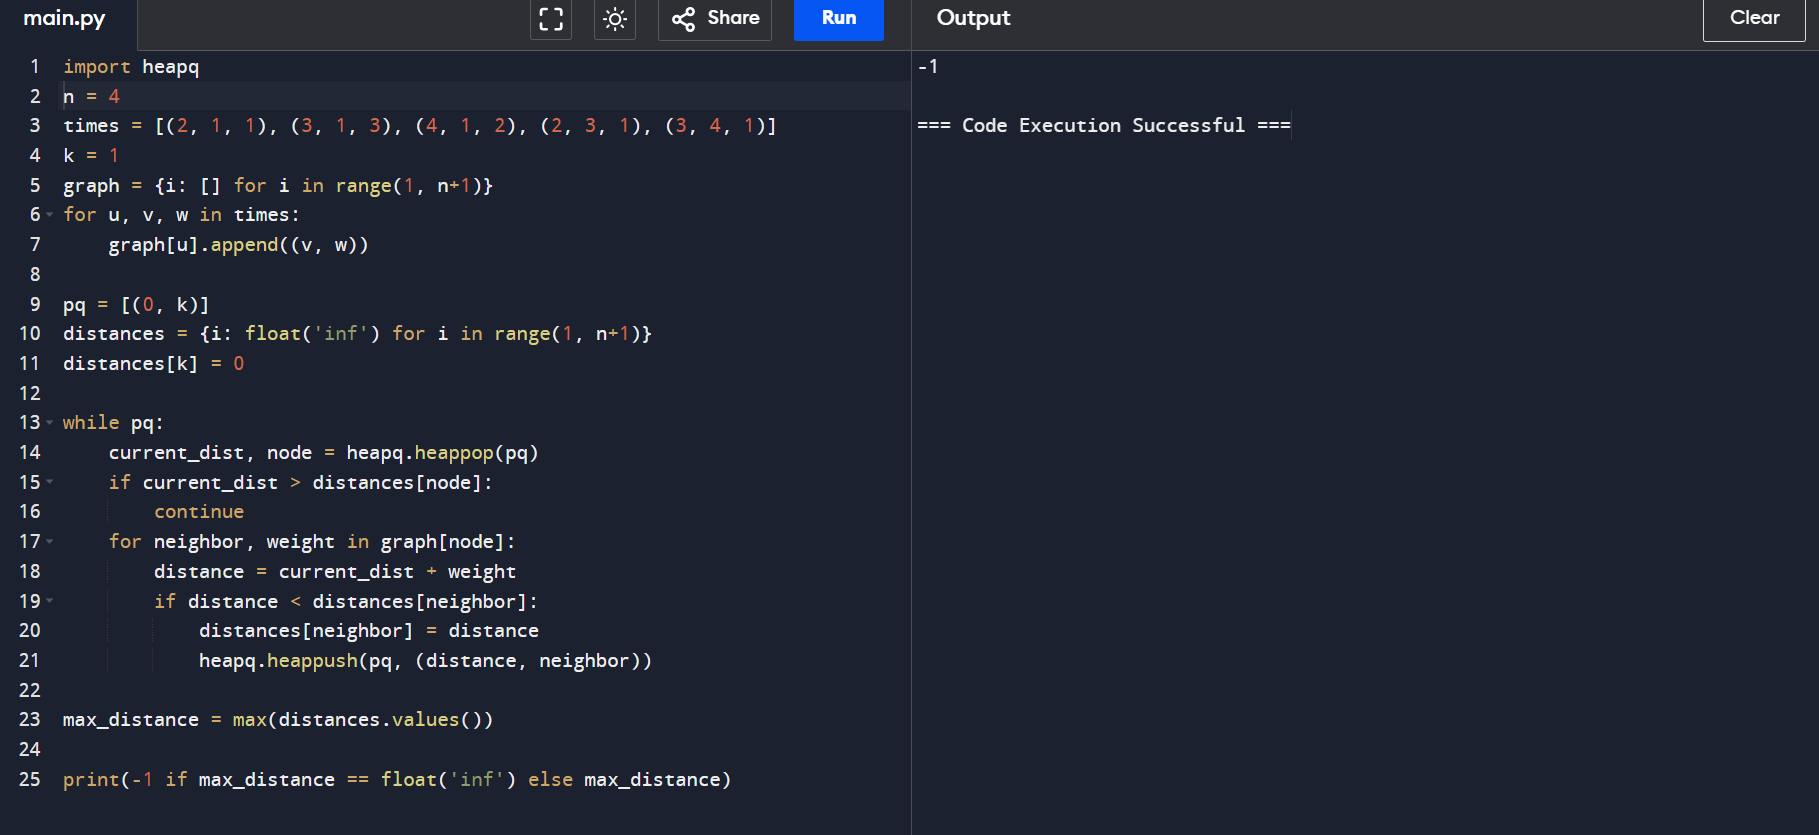 main.py
Share
Run
Output
Clear
1 import heapq
2 n = 4
3 times = [(2, 1, 1), (3, 1, 3), (4, 1, 2), (2, 3, 1), (3, 4, 1)]
4 k = 1
5 graph = {i: [] for i in range(1, n+1)}
6 for u, v, w in times:
7     graph[u].append((v, w))
8
9 pq = [(0, k)]
10 distances = {i: float('inf') for i in range(1, n+1)}
11 distances[k] = 0
12
13 while pq:
14     current_dist, node = heapq.heappop(pq)
15     if current_dist > distances[node]:
16         continue
17     for neighbor, weight in graph[node]:
18         distance = current_dist + weight
19         if distance < distances[neighbor]:
20             distances[neighbor] = distance
21             heapq.heappush(pq, (distance, neighbor))
22
23 max_distance = max(distances.values())
24
25 print(-1 if max_distance == float('inf') else max_distance)
-1
=== Code Execution Successful ===